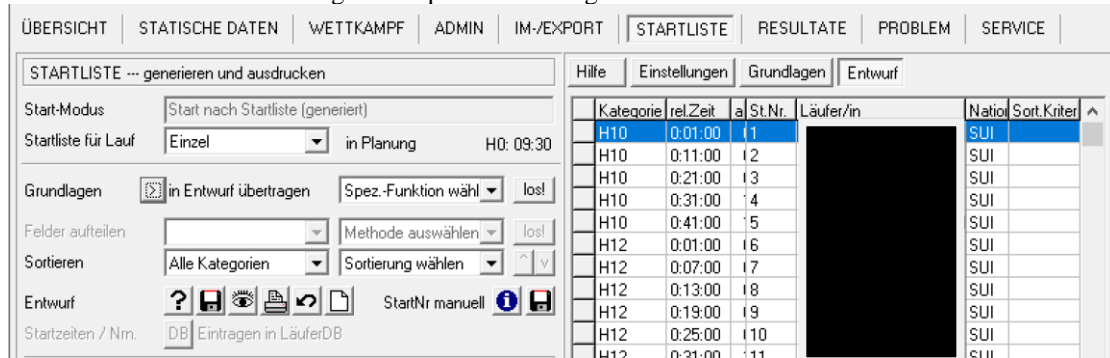 ÜBERSICHT STATISCHE DATEN WETTKAMPF ADMIN IM-/EXPORT STARTLISTE RESULTATE PROBLEM SERVICE
STARTLISTE --- generieren und ausdrucken
Start-Modus Start nach Startliste (generiert)
Startliste für Lauf Einzel in Planung H0: 09:30
Grundlagen in Entwurf übertragen Spez.-Funktion wähl los!
Felder aufteilen Methode auswählen los!
Sortieren Alle Kategorien Sortierung wählen
Entwurf StartNr manuell
Startzeiten / Nrn. DB Eintragen in LäuferDB
Hilfe Einstellungen Grundlagen Entwurf
Kategorie rel.Zeit a St.Nr. Läufer/in Natio Sort.Kriter
H10 0:01:00 1 SUI
H10 0:11:00 2 SUI
H10 0:21:00 3 SUI
H10 0:31:00 4 SUI
H10 0:41:00 5 SUI
H12 0:01:00 6 SUI
H12 0:07:00 7 SUI
H12 0:13:00 8 SUI
H12 0:19:00 9 SUI
H12 0:25:00 10 SUI
H12 0:31:00 11 SUI